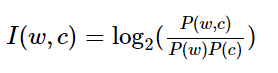 I(w,c) = log₂(P(w,c)/P(w)P(c))